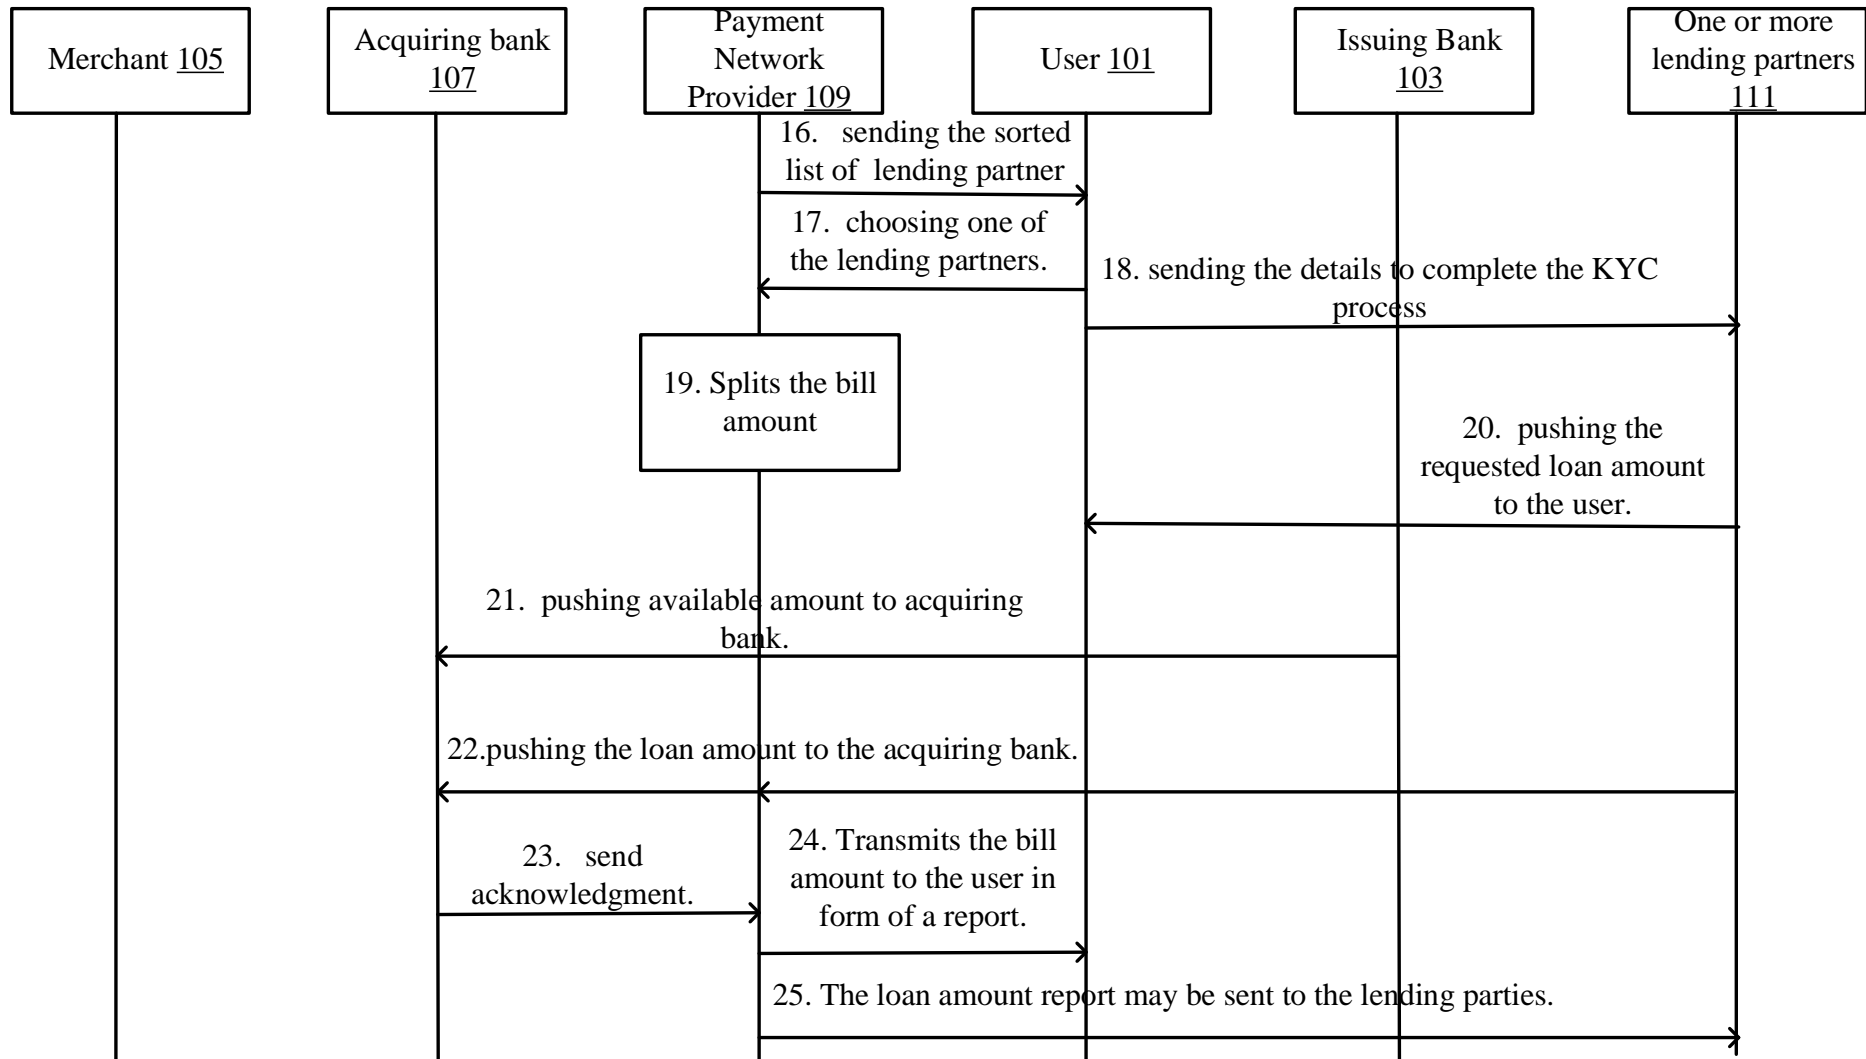 Merchant 105
Acquiring bank
107
Payment
Network
Provider 109
User 101
Issuing Bank
103
One or more
lending partners
111
16. sending the sorted
list of lending partner
17. choosing one of
the lending partners.
18. sending the details to complete the KYC
process
19. Splits the bill
amount
20. pushing the
requested loan amount
to the user.
21. pushing available amount to acquiring
bank.
22.pushing the loan amount to the acquiring bank.
23. send
acknowledgment.
24. Transmits the bill
amount to the user in
form of a report.
25. The loan amount report may be sent to the lending parties.